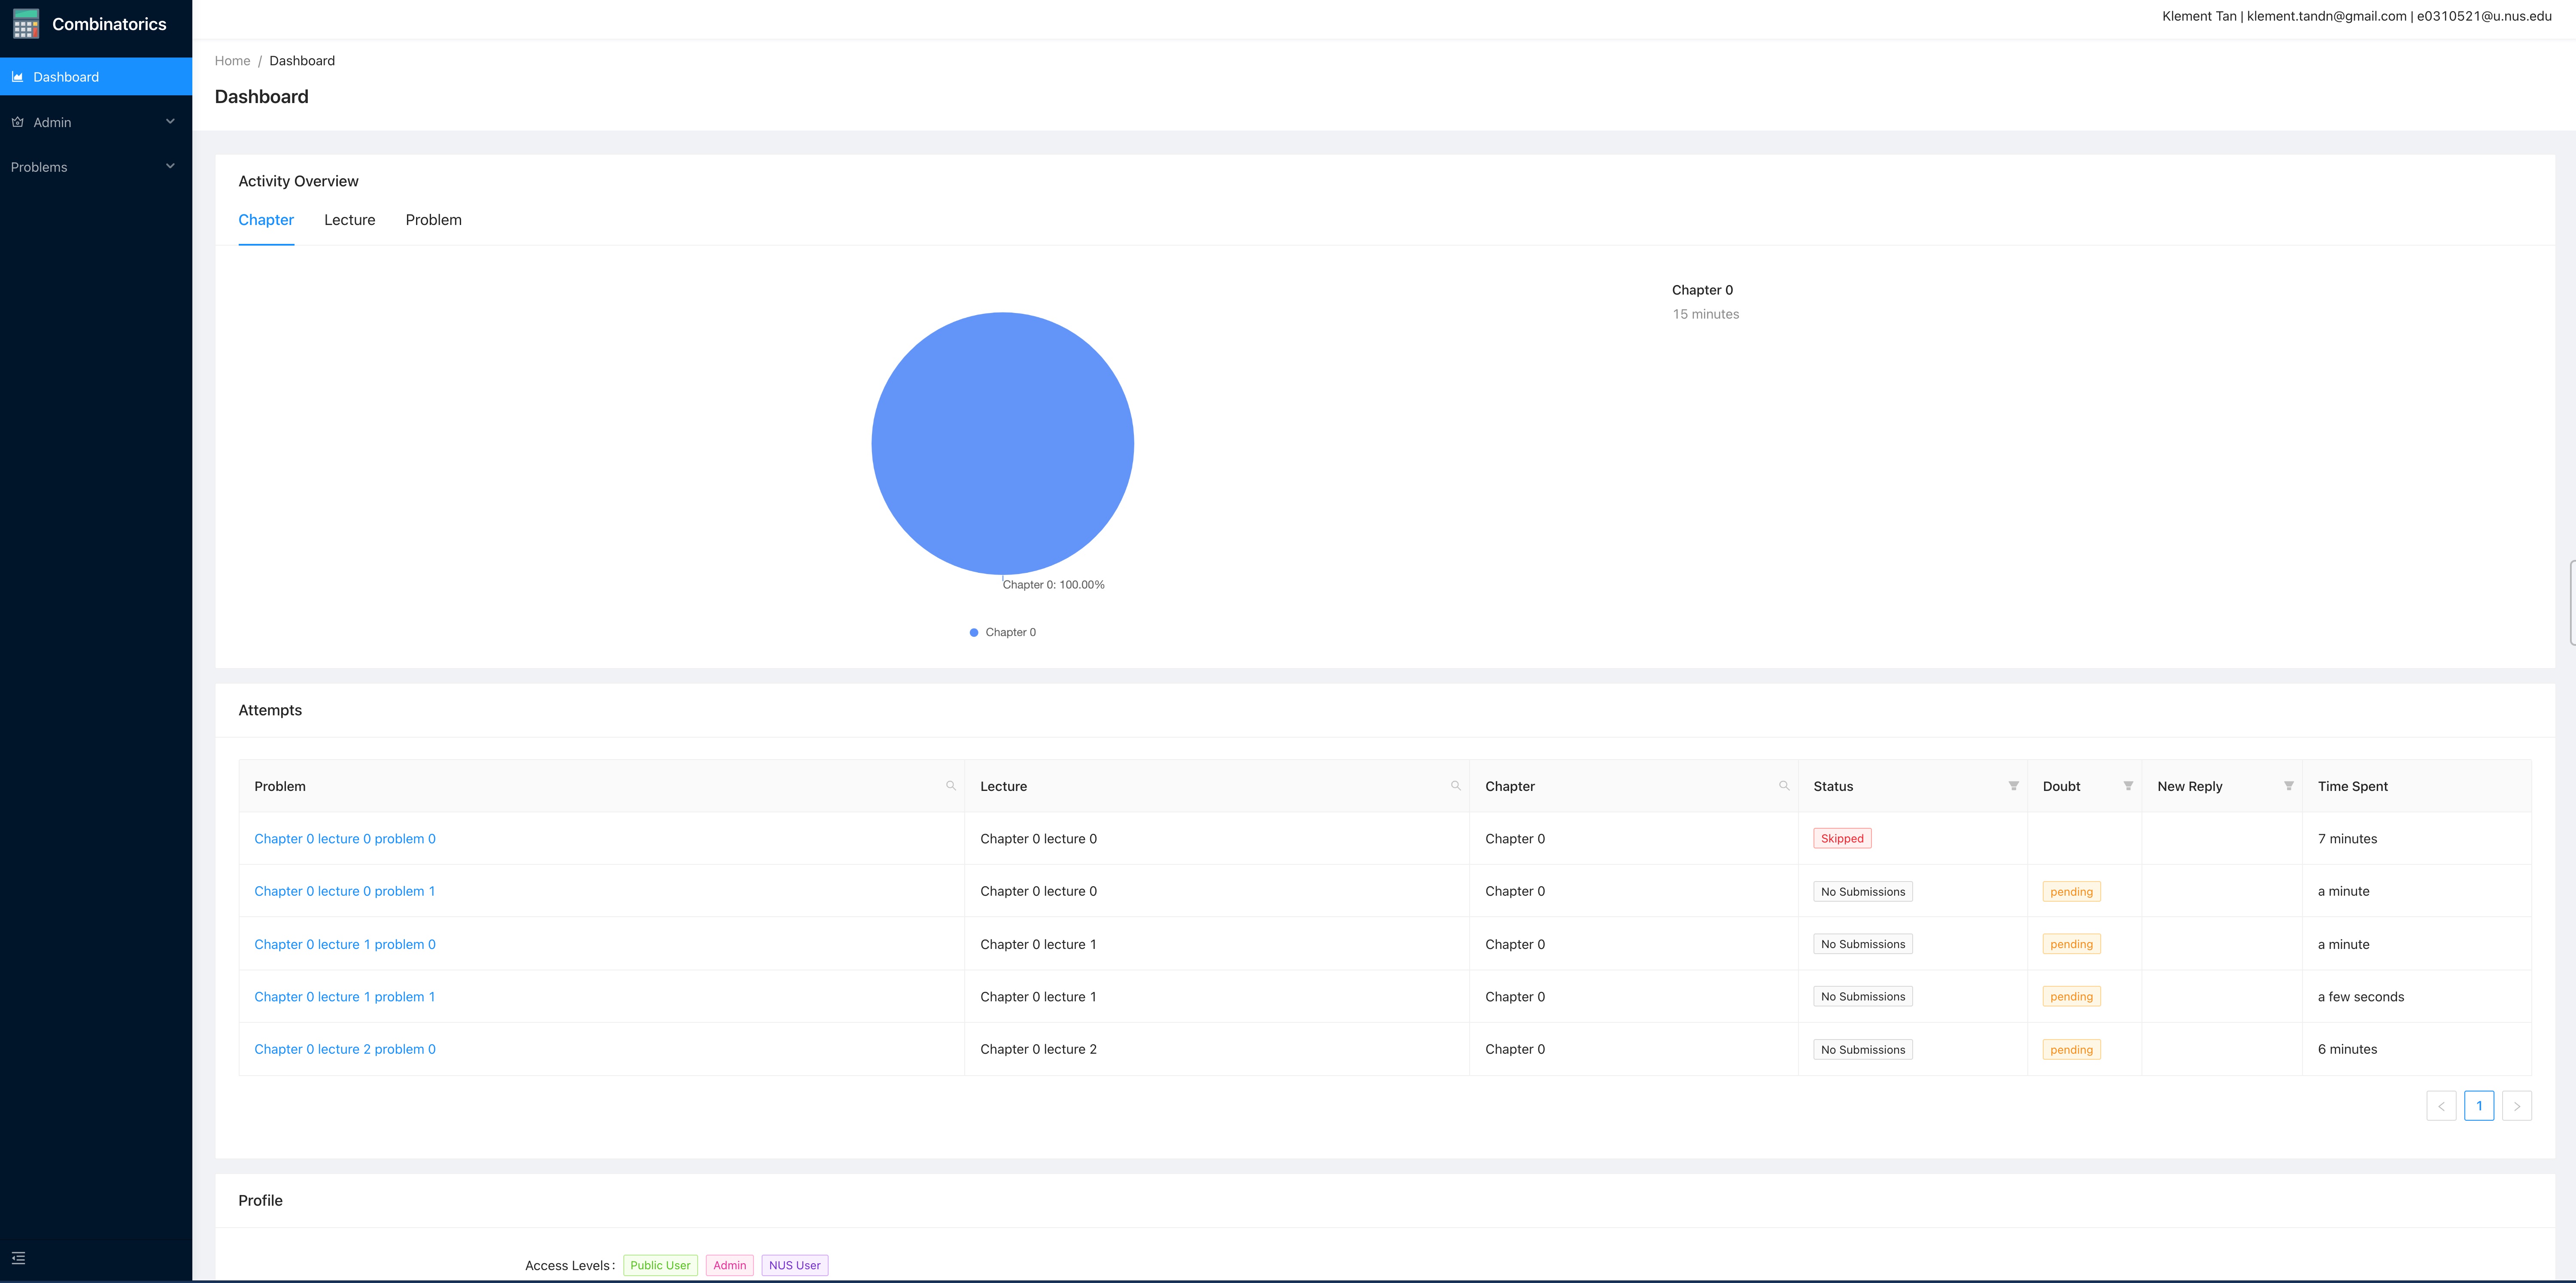 Combinatorics
Klement Tan | klement.tandn@gmail.com | e0310521@u.nus.edu
Dashboard
Admin
Problems
Home / Dashboard
Dashboard
Activity Overview
Chapter Lecture Problem
Chapter 0
15 minutes
Chapter 0: 100.00%
Chapter 0
Attempts
Problem Lecture Chapter Status Doubt New Reply Time Spent
Chapter 0 lecture 0 problem 0 Chapter 0 lecture 0 Chapter 0 Skipped 7 minutes
Chapter 0 lecture 0 problem 1 Chapter 0 lecture 0 Chapter 0 No Submissions pending a minute
Chapter 0 lecture 1 problem 0 Chapter 0 lecture 1 Chapter 0 No Submissions pending a minute
Chapter 0 lecture 1 problem 1 Chapter 0 lecture 1 Chapter 0 No Submissions pending a few seconds
Chapter 0 lecture 2 problem 0 Chapter 0 lecture 2 Chapter 0 No Submissions pending 6 minutes
< 1 >
Profile
Access Levels: Public User Admin NUS User